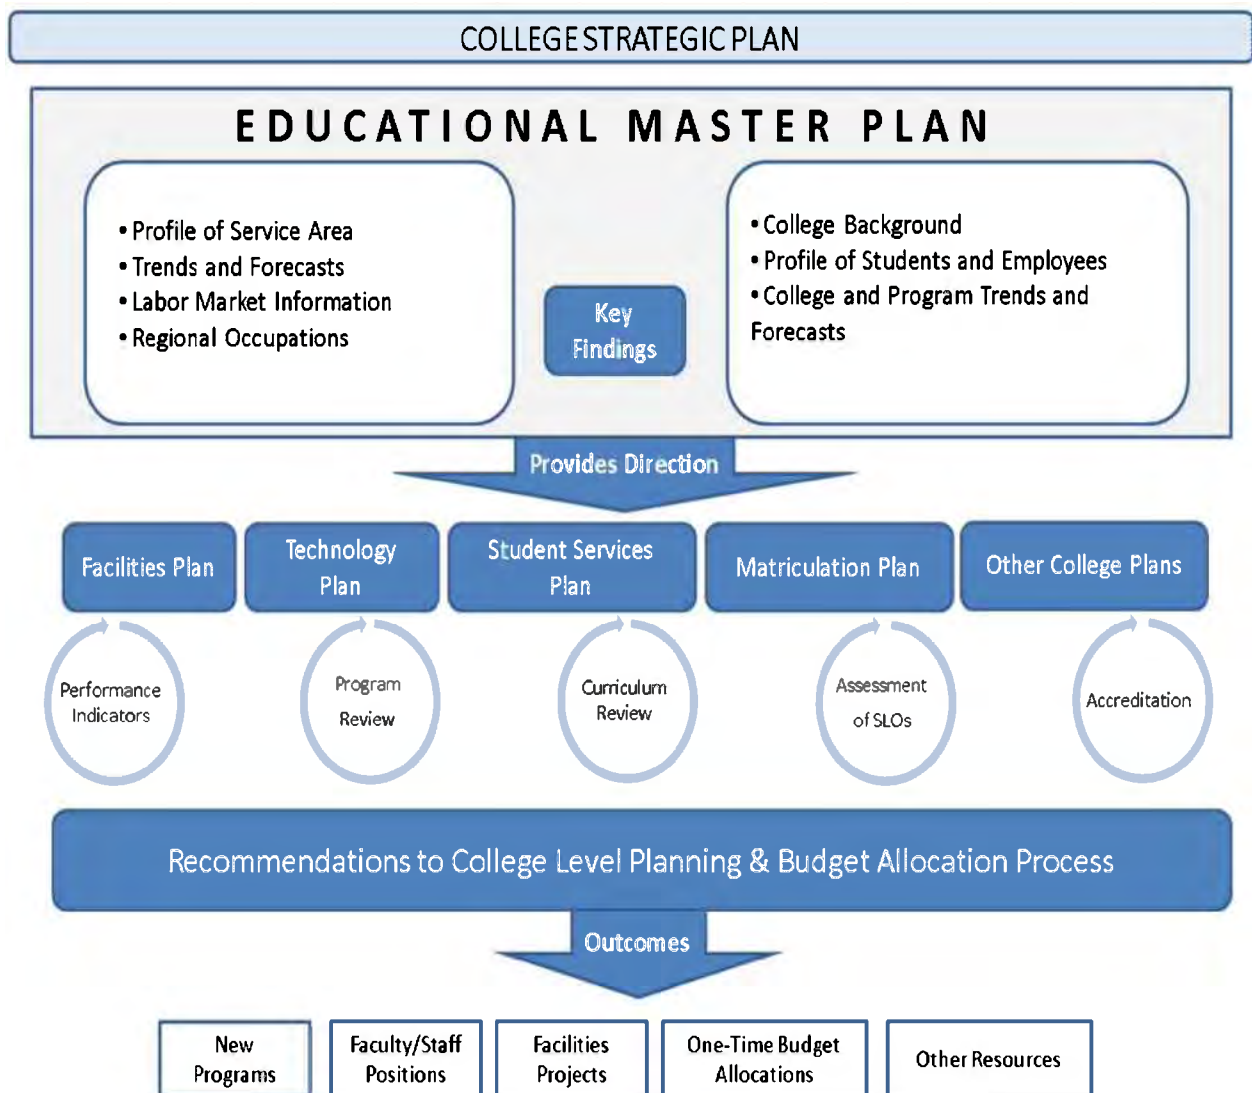 COLLEGE STRATEGIC PLAN
EDUCATIONAL MASTER PLAN
• Profile of Service Area
• Trends and Forecasts
• Labor Market Information
• Regional Occupations
Key
Findings
• College Background
• Profile of Students and Employees
• College and Program Trends and
Forecasts
Provides Direction
Facilities Plan
Technology
Plan
Student Services
Plan
Matriculation Plan
Other College Plans
Performance
Indicators
Program
Review
Curriculum
Review
Assessment
of SLOs
Accreditation
Recommendations to College Level Planning & Budget Allocation Process
Outcomes
New
Programs
Faculty/Staff
Positions
Facilities
Projects
One-Time Budget
Allocations
Other Resources